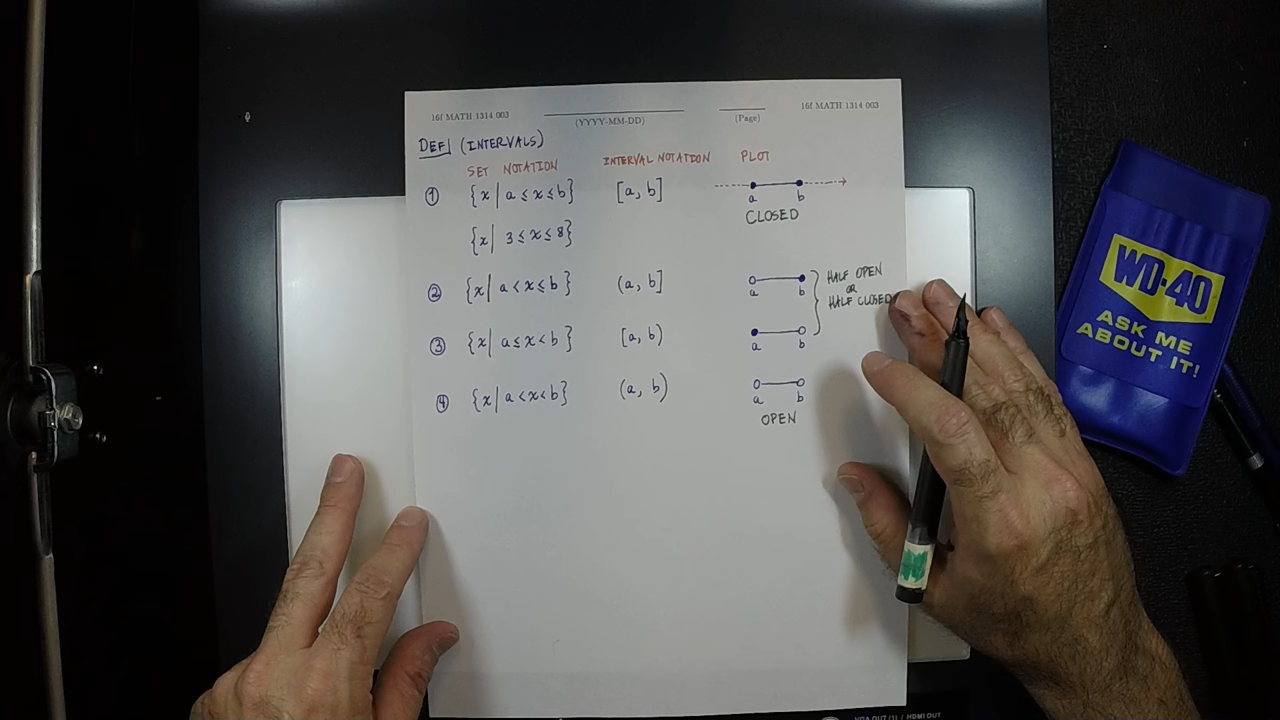 16f MATH 1314 003
(YYYY-MM-DD)
(Page)
16f MATH 1314 003
DEF (INTERVALS)
SET NOTATION INTERVAL NOTATION PLOT
① {x | a ≤ x ≤ b} [a, b]
a b
CLOSED
{x | 3 ≤ x ≤ 8}
② {x | a < x ≤ b} (a, b]
a b
HALF OPEN
OR
HALF CLOSED
③ {x | a ≤ x < b} [a, b)
a b
④ {x | a < x < b} (a, b)
a b
OPEN
WD-40
ASK ME
ABOUT IT!